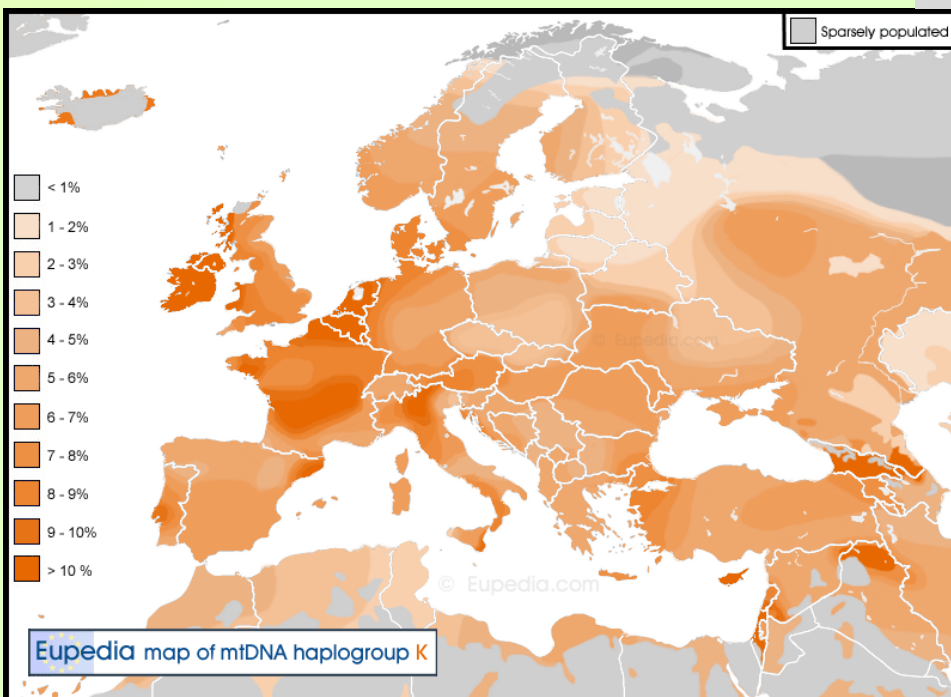 Sparsely populated
< 1%
1 - 2%
2 - 3%
3 - 4%
4 - 5%
5 - 6%
6 - 7%
7 - 8%
8 - 9%
9 - 10%
> 10 %
© Eupedia.com
© Eupedia.com
Eupedia map of mtDNA haplogroup K